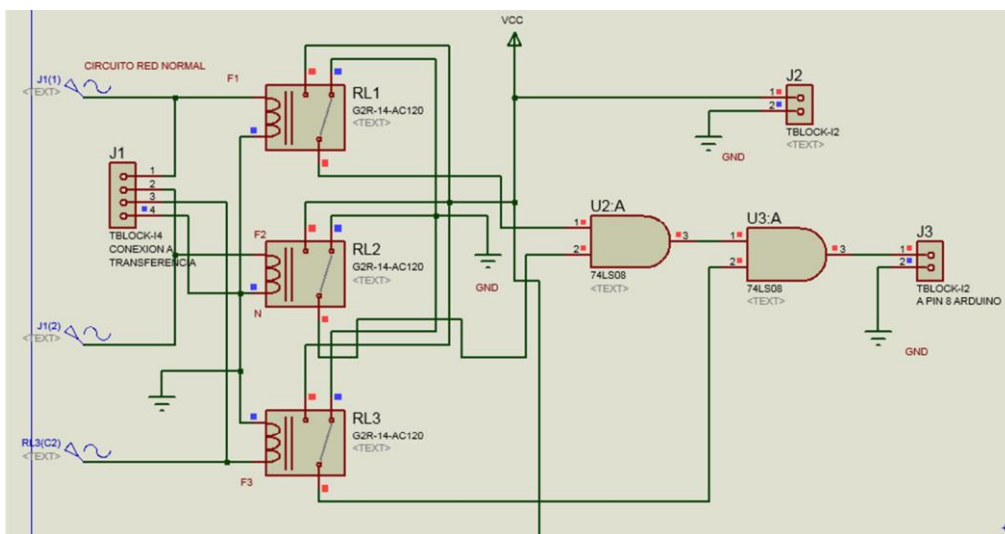 VCC
CIRCUITO RED NORMAL
J1(1)
<TEXT>
F1
RL1
G2R-14-AC120
<TEXT>
J2
1
2
TBLOCK-I2
<TEXT>
GND
J1
1
2
3
4
TBLOCK-I4
CONEXION A
TRANSFERENCIA
F2
RL2
G2R-14-AC120
<TEXT>
N
GND
U2:A
1
2
3
74LS08
<TEXT>
U3:A
1
2
3
74LS08
<TEXT>
J3
1
2
TBLOCK-I2
A PIN 8 ARDUINO
GND
J1(2)
<TEXT>
RL3(C2)
<TEXT>
RL3
G2R-14-AC120
<TEXT>
F3